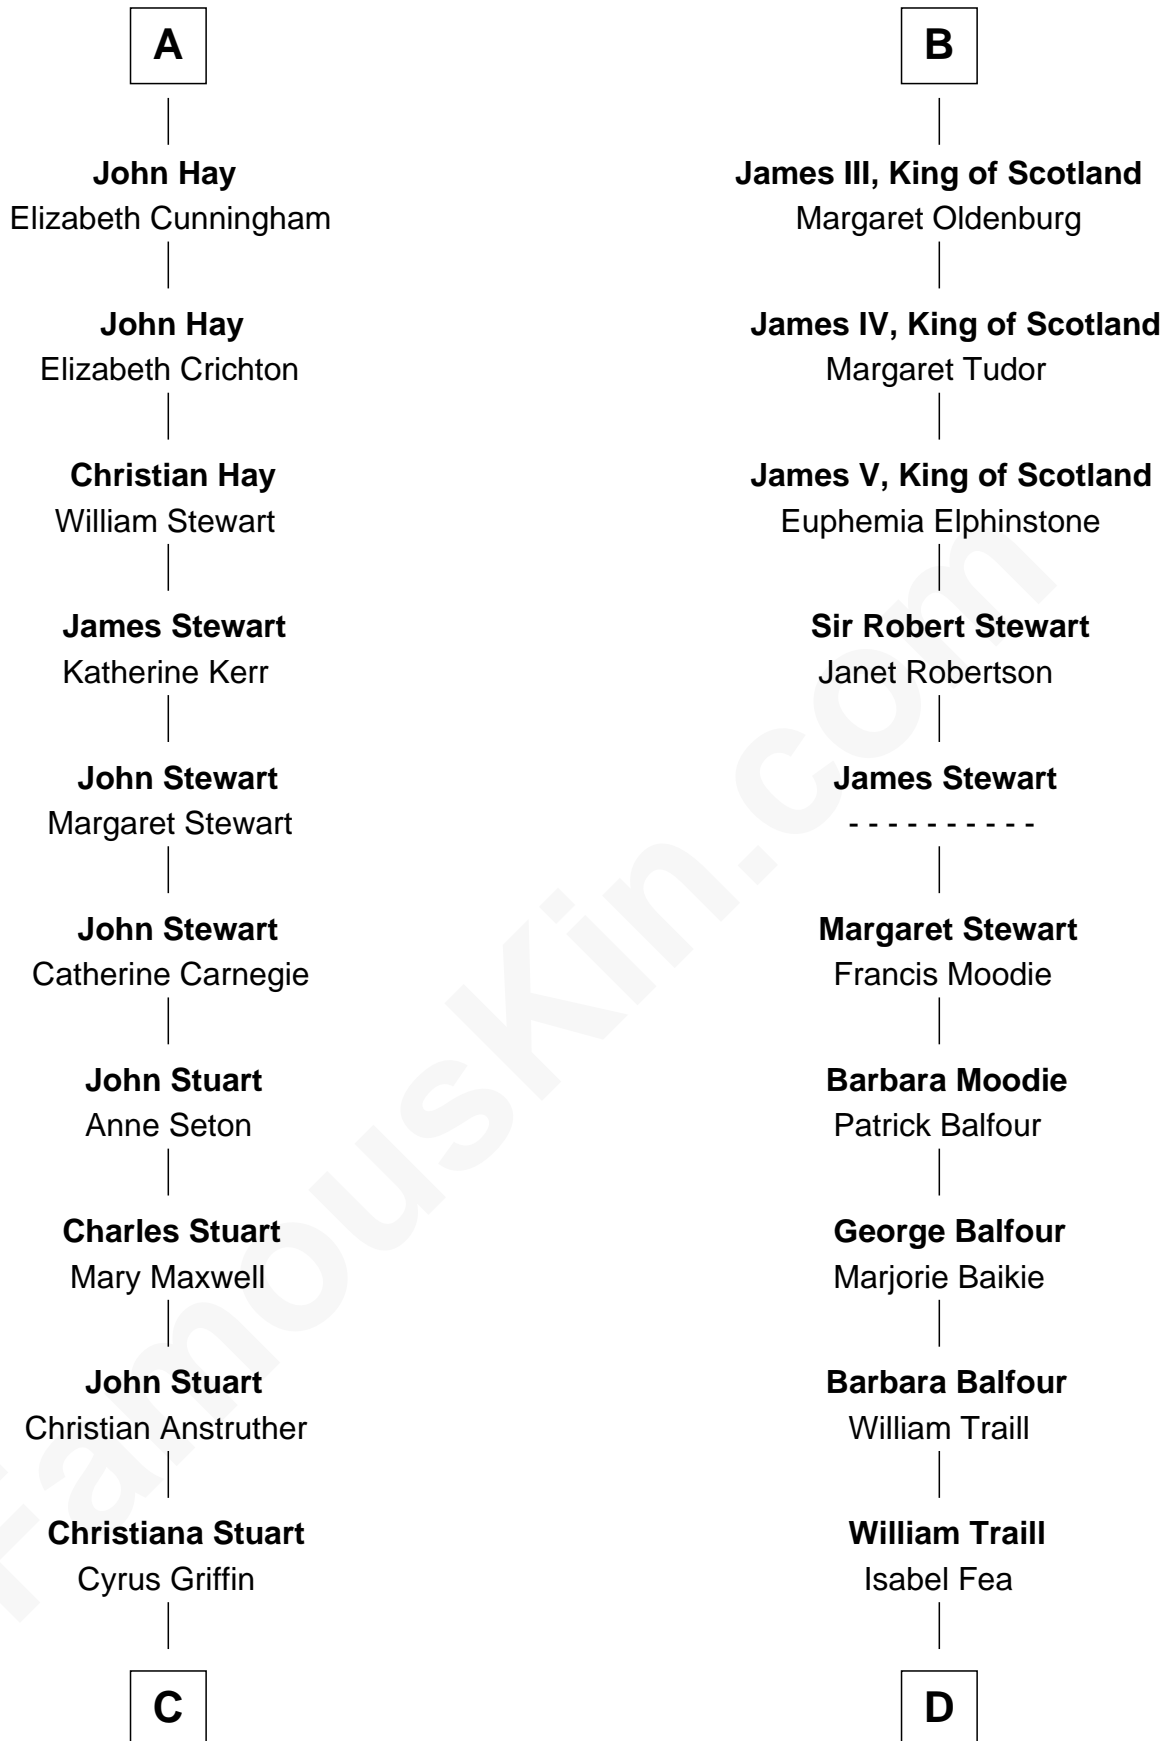 A
John Hay
Elizabeth Cunningham
John Hay
Elizabeth Crichton
Christian Hay
William Stewart
James Stewart
Katherine Kerr
John Stewart
Margaret Stewart
John Stewart
Catherine Carnegie
John Stuart
Anne Seton
Charles Stuart
Mary Maxwell
John Stuart
Christian Anstruther
Christiana Stuart
Cyrus Griffin
C
B
James III, King of Scotland
Margaret Oldenburg
James IV, King of Scotland
Margaret Tudor
James V, King of Scotland
Euphemia Elphinstone
Sir Robert Stewart
Janet Robertson
James Stewart
- - - - - - - - - -
Margaret Stewart
Francis Moodie
Barbara Moodie
Patrick Balfour
George Balfour
Marjorie Baikie
Barbara Balfour
William Traill
William Traill
Isabel Fea
D
FamousKin.com